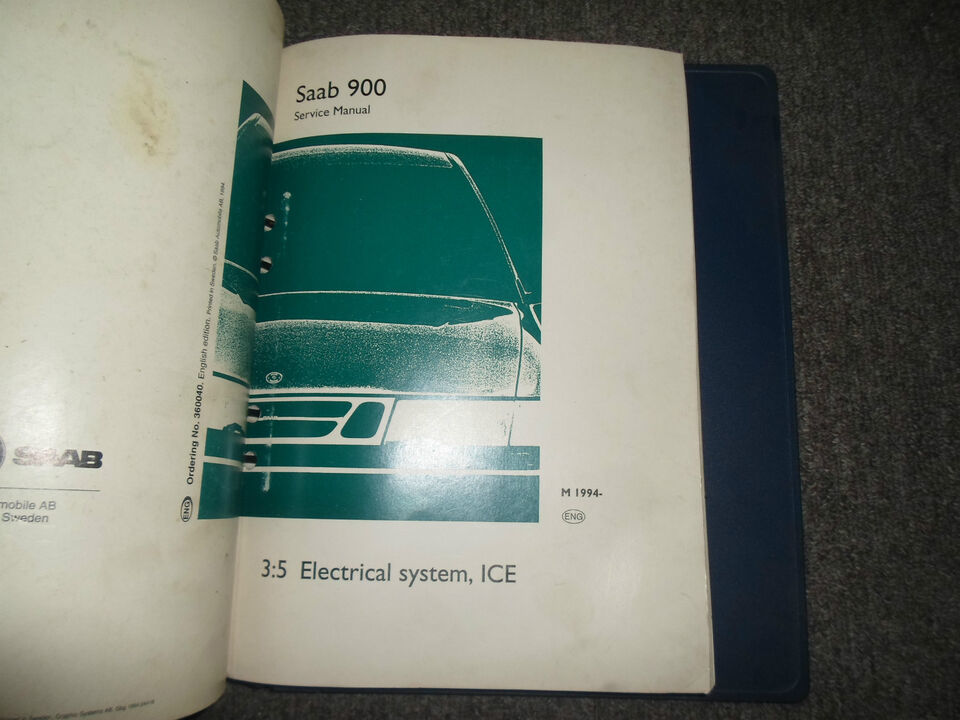 SAAB
mobile AB
Sweden
ENG
Ordering No. 360040. English edition. Printed in Sweden. © Saab Automobile AB, 1994
Saab 900
Service Manual
M 1994-
ENG
3:5 Electrical system, ICE